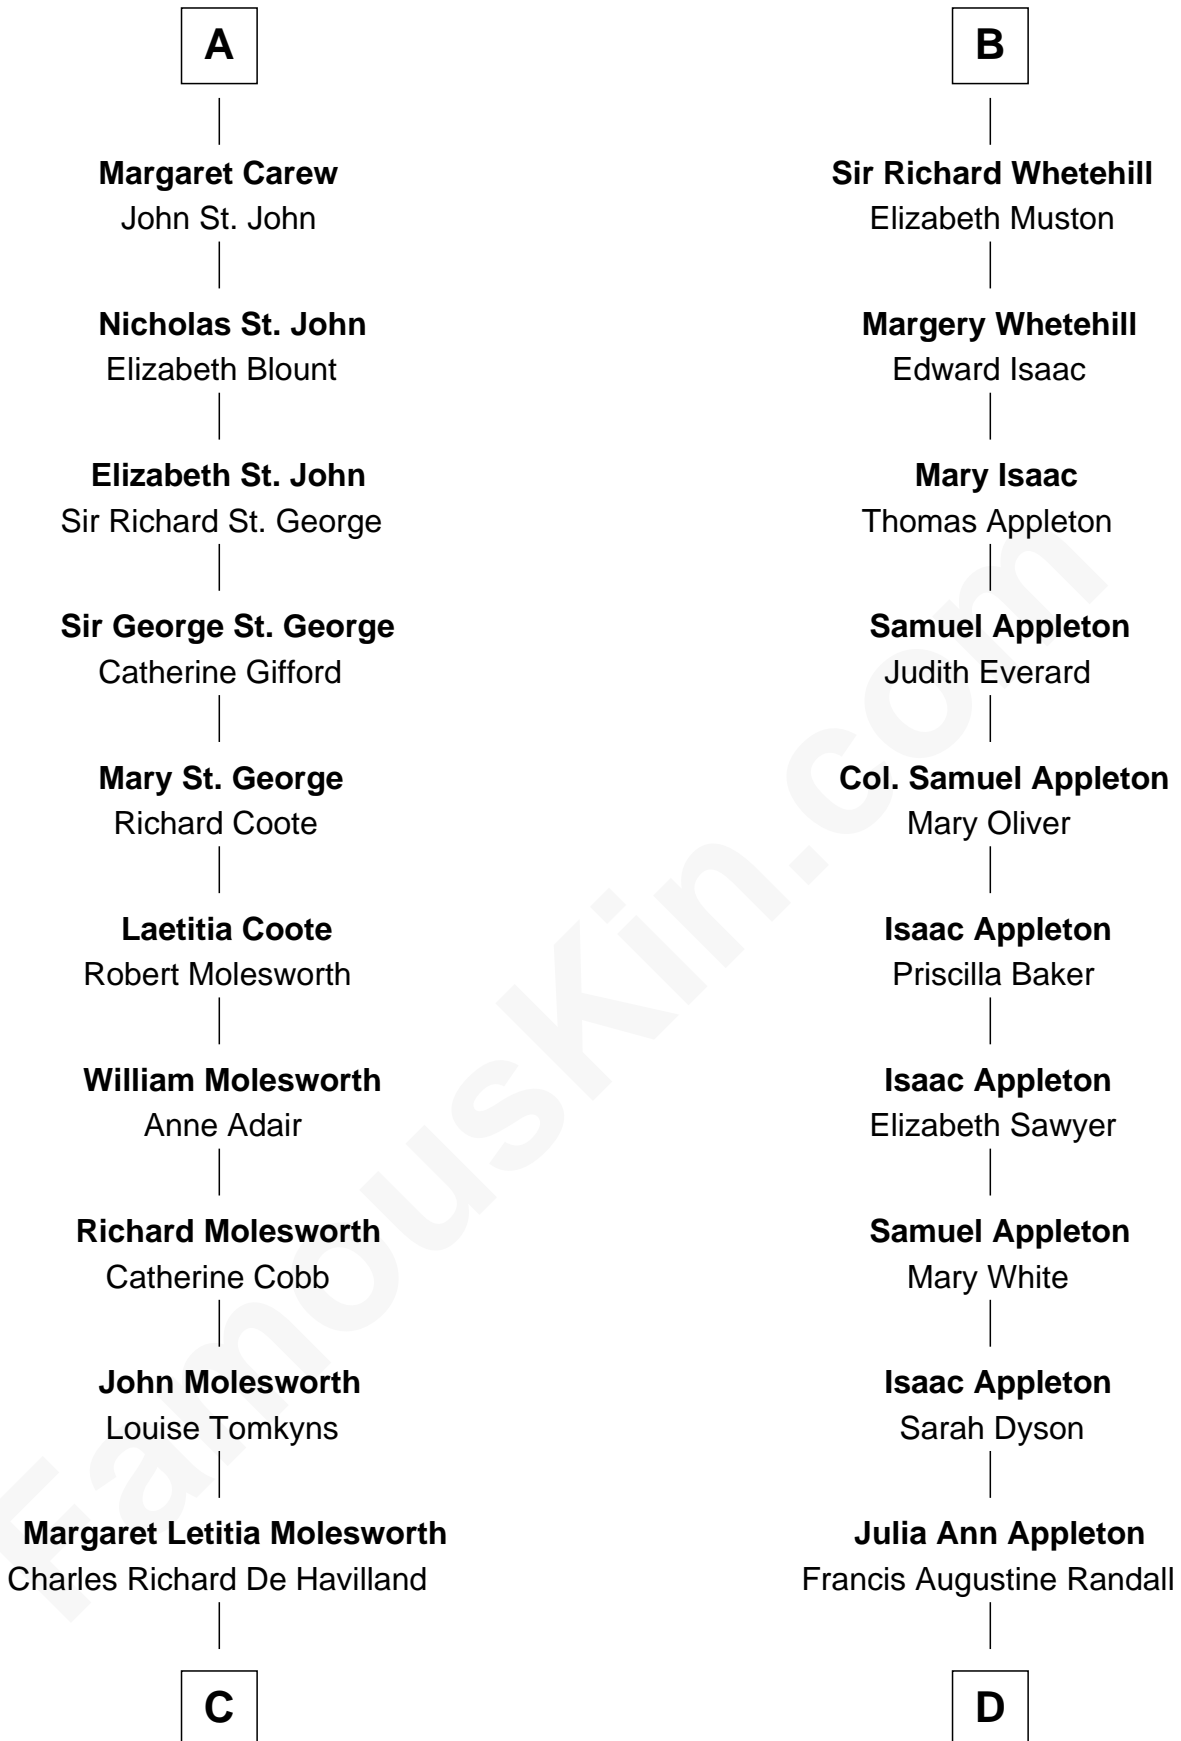 A
Margaret Carew
John St. John
Nicholas St. John
Elizabeth Blount
Elizabeth St. John
Sir Richard St. George
Sir George St. George
Catherine Gifford
Mary St. George
Richard Coote
Laetitia Coote
Robert Molesworth
William Molesworth
Anne Adair
Richard Molesworth
Catherine Cobb
John Molesworth
Louise Tomkyns
Margaret Letitia Molesworth
Charles Richard De Havilland
C
B
Sir Richard Whetehill
Elizabeth Muston
Margery Whetehill
Edward Isaac
Mary Isaac
Thomas Appleton
Samuel Appleton
Judith Everard
Col. Samuel Appleton
Mary Oliver
Isaac Appleton
Priscilla Baker
Isaac Appleton
Elizabeth Sawyer
Samuel Appleton
Mary White
Isaac Appleton
Sarah Dyson
Julia Ann Appleton
Francis Augustine Randall
D
FamousKin.com